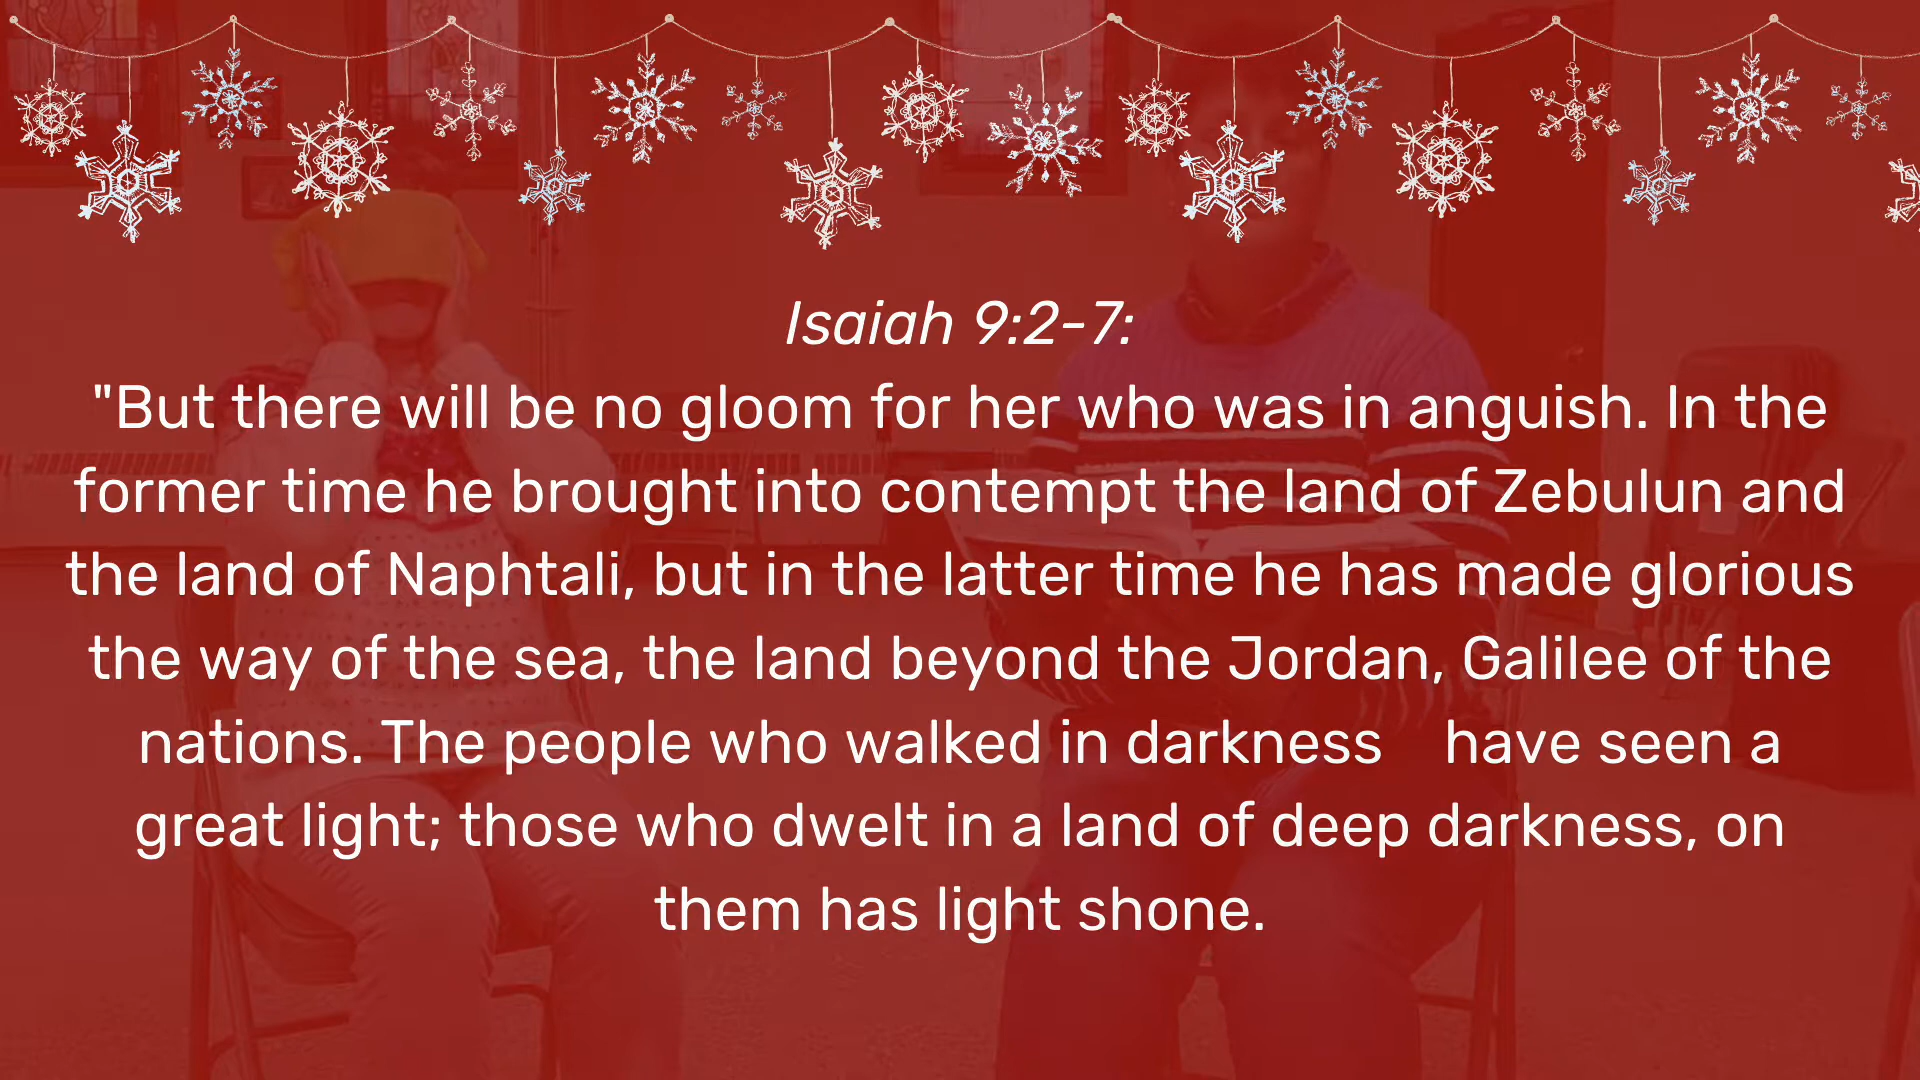 Isaiah 9:2-7:
"But there will be no gloom for her who was in anguish. In the
former time he brought into contempt the land of Zebulun and
the land of Naphtali, but in the latter time he has made glorious
the way of the sea, the land beyond the Jordan, Galilee of the
nations. The people who walked in darkness    have seen a
great light; those who dwelt in a land of deep darkness, on
them has light shone.